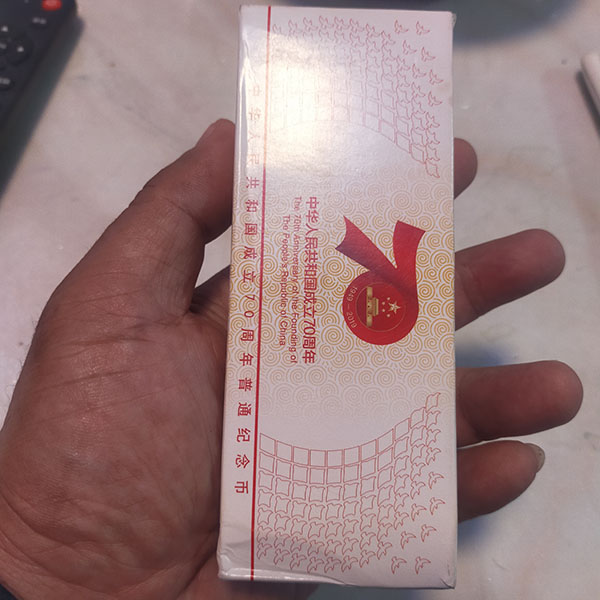 中华人民共和国成立70周年
The 70th Anniversary of the Founding of
The People's Republic of China
1949-2019
中华人民共和国成立70周年普通纪念币